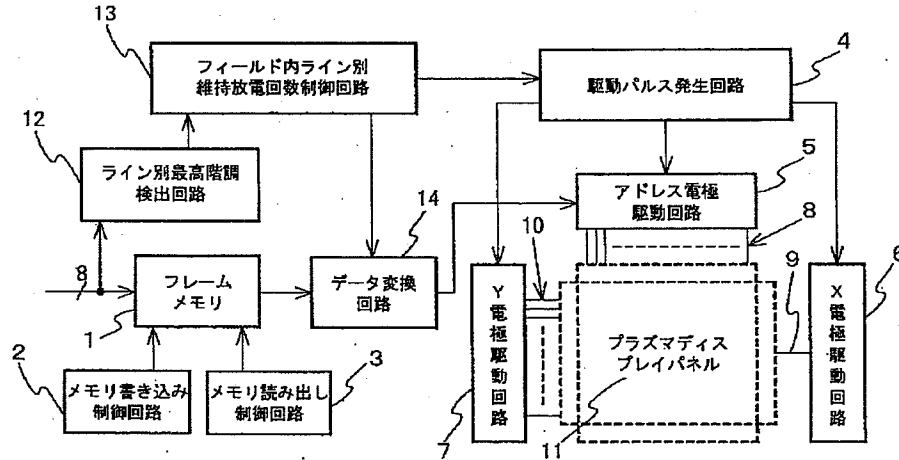 13
フィールド内ライン別
維持放電回数制御回路
4
駆動パルス発生回路
12
ライン別最高階調
検出回路
5
アドレス電極
駆動回路
14
データ変換
回路
8
10
8
フレーム
メモリ
1
Y電極駆動回路
7
プラズマディス
プレイパネル
11
9
X電極駆動回路
6
2
メモリ書き込み
制御回路
メモリ読み出し
制御回路
3